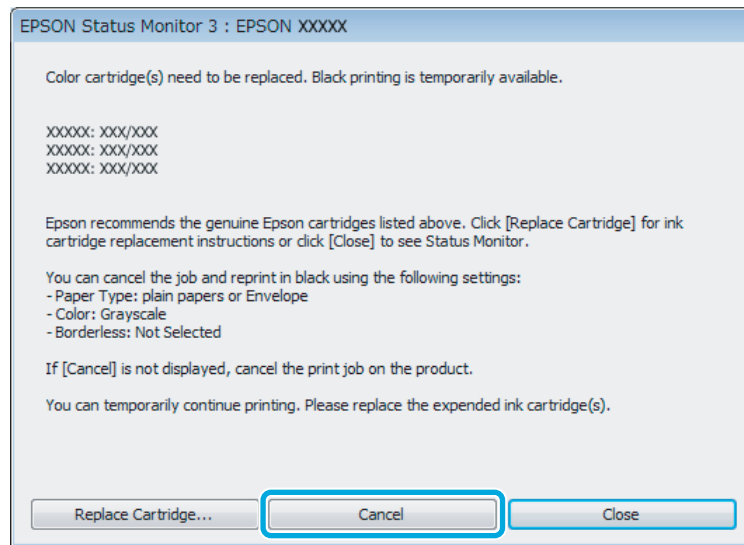 EPSON Status Monitor 3 : EPSON XXXXX
Color cartridge(s) need to be replaced. Black printing is temporarily available.
XXXXX: XXX/XXX
XXXXX: XXX/XXX
XXXXX: XXX/XXX
Epson recommends the genuine Epson cartridges listed above. Click [Replace Cartridge] for ink
cartridge replacement instructions or click [Close] to see Status Monitor.
You can cancel the job and reprint in black using the following settings:
- Paper Type: plain papers or Envelope
- Color: Grayscale
- Borderless: Not Selected
If [Cancel] is not displayed, cancel the print job on the product.
You can temporarily continue printing. Please replace the expended ink cartridge(s).
Replace Cartridge... Cancel Close